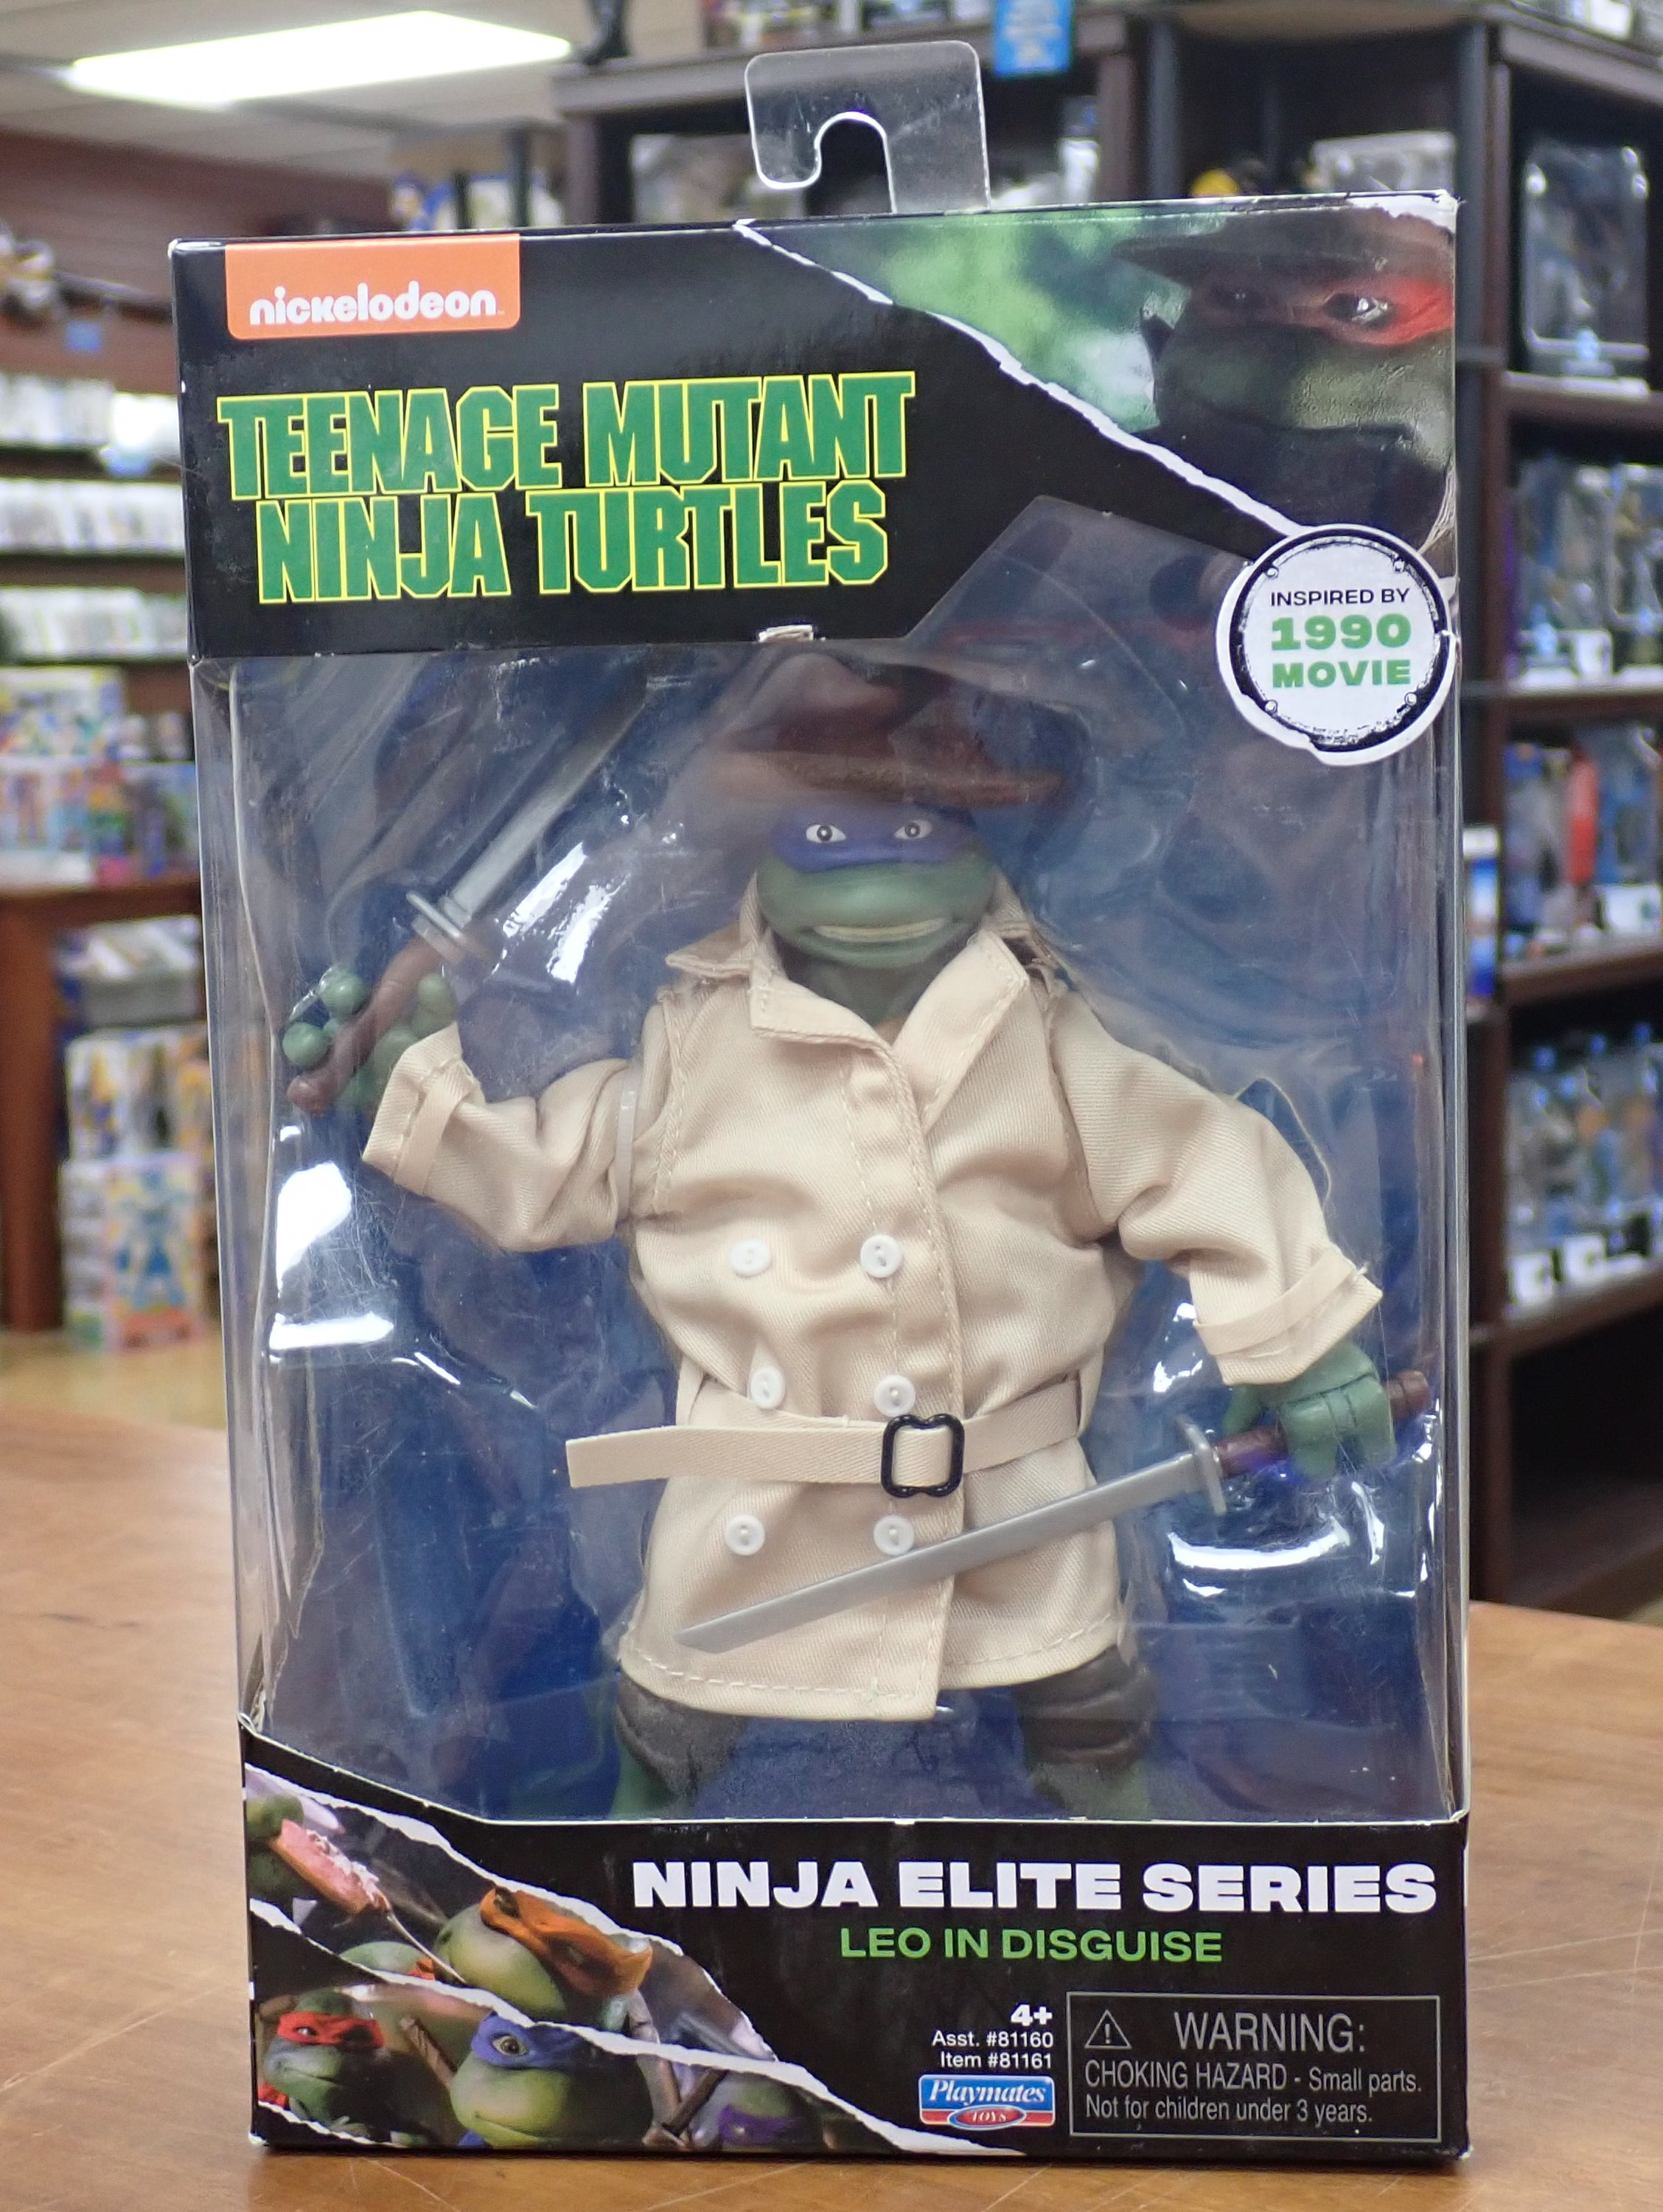 nickelodeon
TEENAGE MUTANT
NINJA TURTLES
INSPIRED BY
1990
MOVIE
NINJA ELITE SERIES
LEO IN DISGUISE
4+
Asst. #81160
Item #81161
Playmates
TOYS
WARNING:
CHOKING HAZARD - Small parts.
Not for children under 3 years.